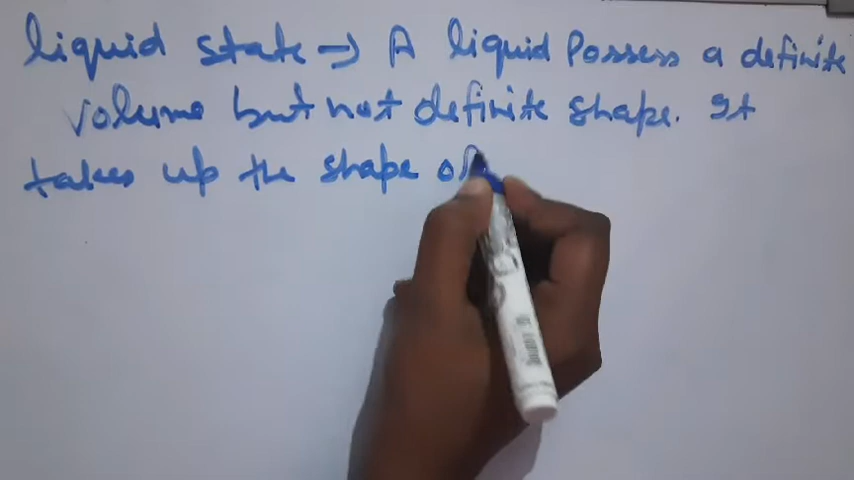 liquid state → A liquid Possess a definite
volume but not definite shape. It
takes up the shape of